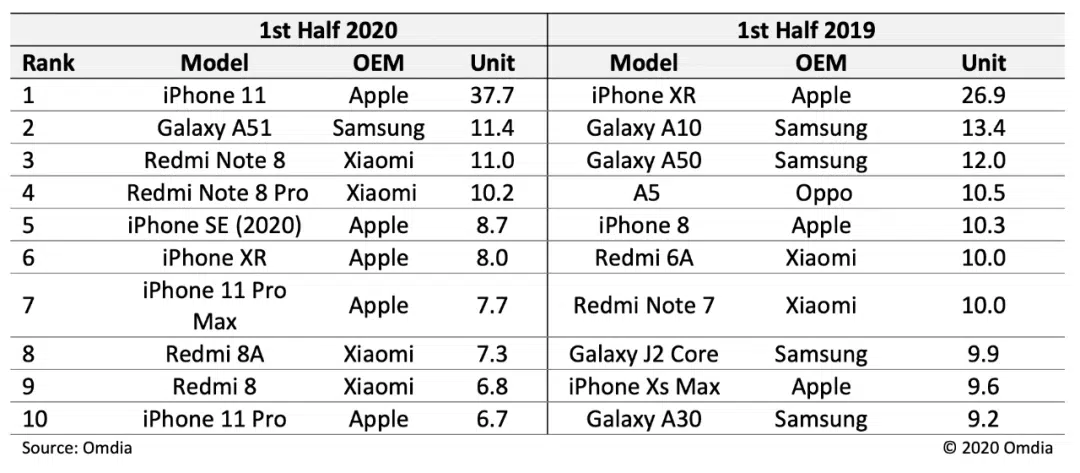 1st Half 2020 1st Half 2019
Rank Model OEM Unit Model OEM Unit
1 iPhone 11 Apple 37.7 iPhone XR Apple 26.9
2 Galaxy A51 Samsung 11.4 Galaxy A10 Samsung 13.4
3 Redmi Note 8 Xiaomi 11.0 Galaxy A50 Samsung 12.0
4 Redmi Note 8 Pro Xiaomi 10.2 A5 Oppo 10.5
5 iPhone SE (2020) Apple 8.7 iPhone 8 Apple 10.3
6 iPhone XR Apple 8.0 Redmi 6A Xiaomi 10.0
7 iPhone 11 Pro
Max Apple 7.7 Redmi Note 7 Xiaomi 10.0
8 Redmi 8A Xiaomi 7.3 Galaxy J2 Core Samsung 9.9
9 Redmi 8 Xiaomi 6.8 iPhone Xs Max Apple 9.6
10 iPhone 11 Pro Apple 6.7 Galaxy A30 Samsung 9.2
Source: Omdia © 2020 Omdia